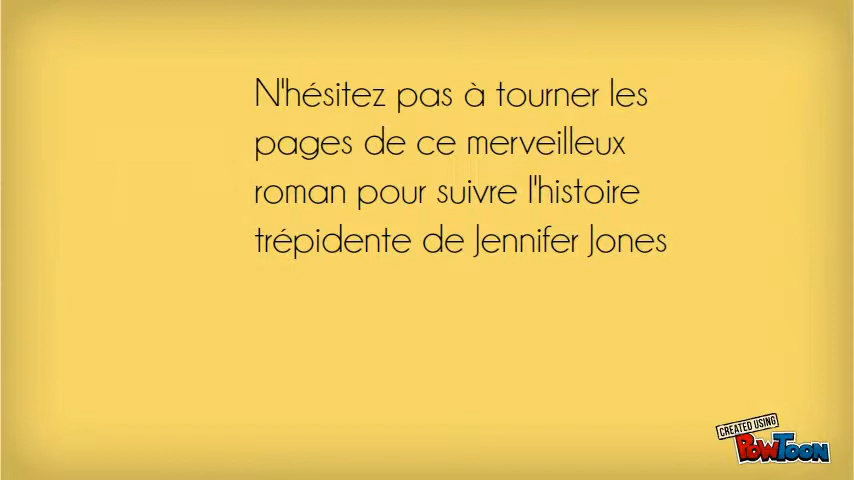 N'hésitez pas à tourner les
pages de ce merveilleux
roman pour suivre l'histoire
trépidente de Jennifer Jones
CREATED USING
POWTOON